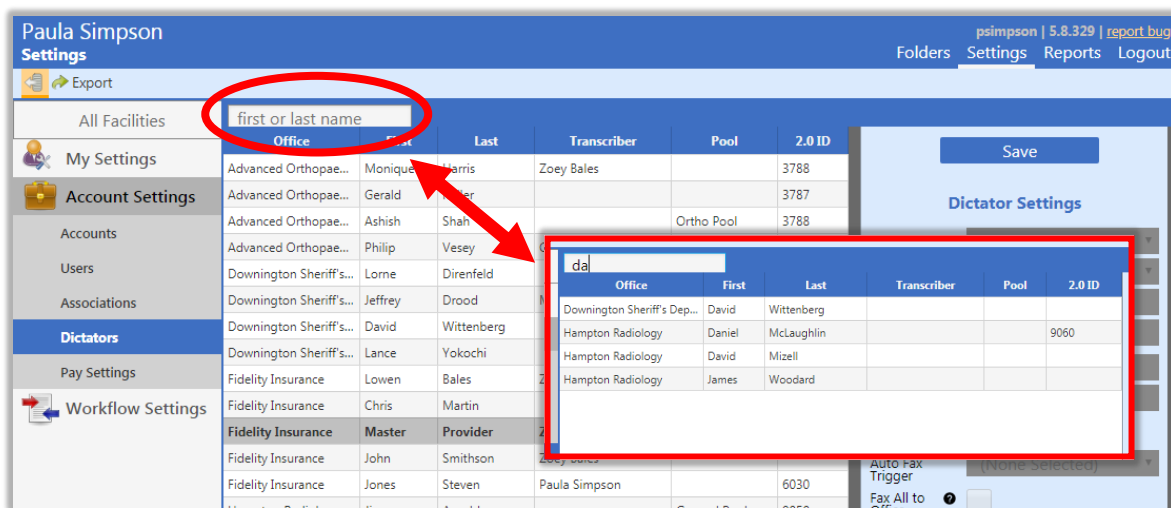 Paula Simpson
psimpson | 5.8.329 | report bug
Settings
Folders Settings Reports Logout
Export
All Facilities
My Settings
Account Settings
Accounts
Users
Associations
Dictators
Pay Settings
Workflow Settings
first or last name
Office First Last Transcriber Pool 2.0 ID
Advanced Orthopae... Monique Harris Zoey Bales 3788
Advanced Orthopae... Gerald 3787
Advanced Orthopae... Ashish Shah Ortho Pool 3788
Advanced Orthopae... Philip Vesey
Downington Sheriff's... Lorne Direnfeld
Downington Sheriff's... Jeffrey Drood
Downington Sheriff's... David Wittenberg
Downington Sheriff's... Lance Yokochi
Fidelity Insurance Lowen Bales
Fidelity Insurance Chris Martin
Fidelity Insurance Master Provider
Fidelity Insurance John Smithson Zoey Bales
Fidelity Insurance Jones Steven Paula Simpson 6030
da
Office First Last Transcriber Pool 2.0 ID
Downington Sheriff's Dep... David Wittenberg
Hampton Radiology Daniel McLaughlin 9060
Hampton Radiology David Mizell
Hampton Radiology James Woodard
Save
Dictator Settings
Auto Fax
Trigger
(None Selected)
Fax All to